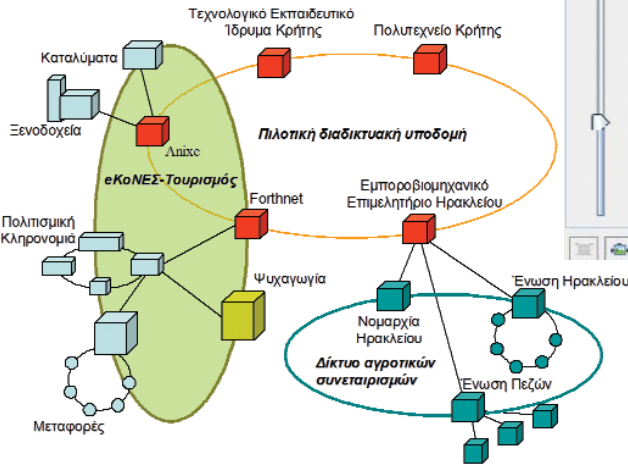 Τεχνολογικό Εκπαιδευτικό
Ίδρυμα Κρήτης
Πολυτεχνείο Κρήτης
Καταλύματα
Ξενοδοχεία
Anixe
Πιλοτική διαδικτυακή υποδομή
eΚοΝΕΣ-Τουρισμός
Forthnet
Εμποροβιομηχανικό
Επιμελητήριο Ηρακλείου
Πολιτισμική
Κληρονομιά
Ψυχαγωγία
Ένωση Ηρακλείου
Νομαρχία
Ηρακλείου
Δίκτυο αγροτικών
συνεταιρισμών
Ένωση Πεζών
Μεταφορές